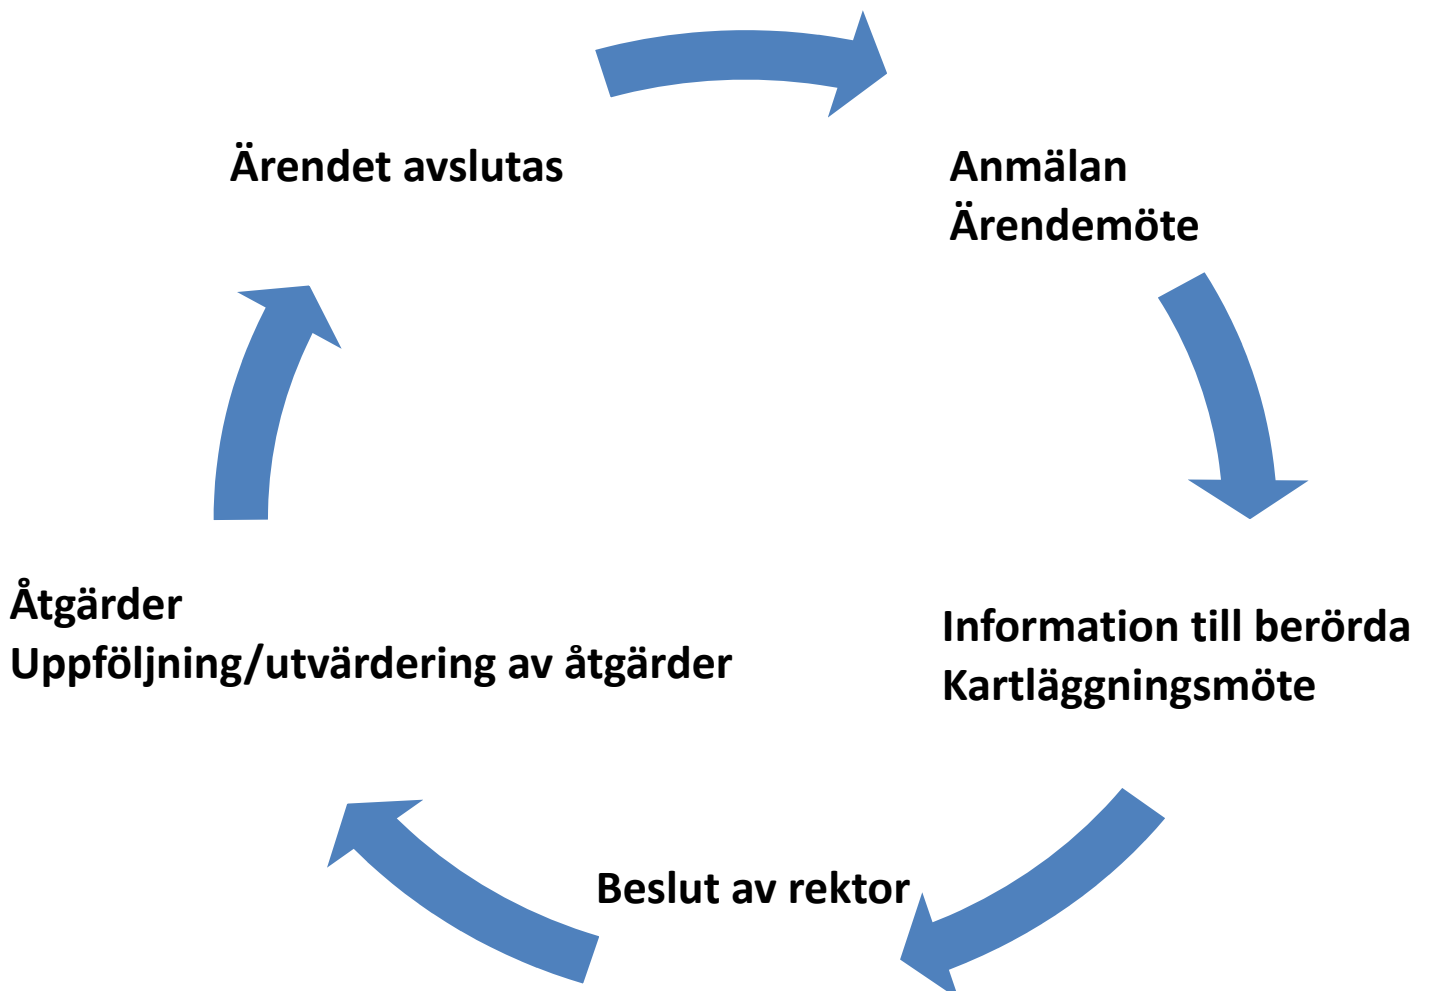 Ärendet avslutas
Anmälan
Ärendemöte
Information till berörda
Kartläggningsmöte
Beslut av rektor
Åtgärder
Uppföljning/utvärdering av åtgärder